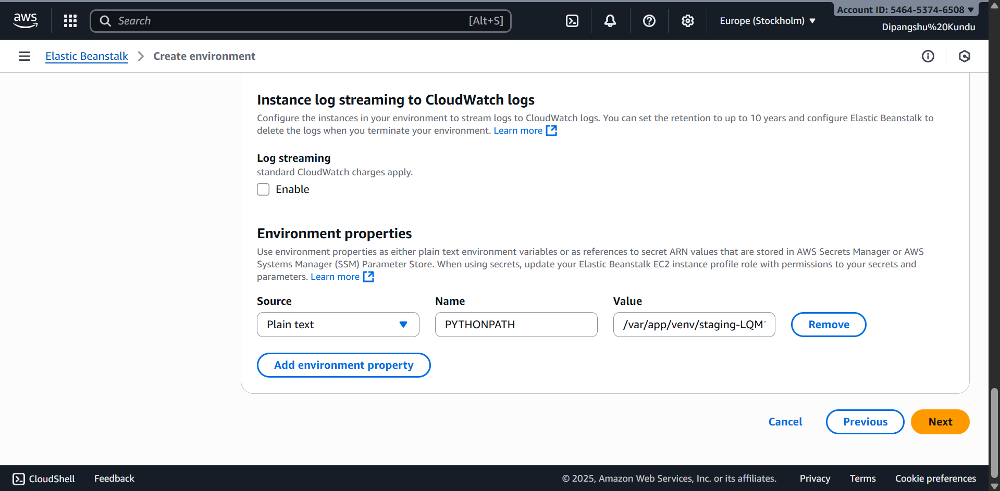 aws
Search
[Alt+S]
Europe (Stockholm)
Account ID: 5464-5374-6508
Dipangshu%20Kundu
Elastic Beanstalk
Create environment
Instance log streaming to CloudWatch logs
Configure the instances in your environment to stream logs to CloudWatch logs. You can set the retention to up to 10 years and configure Elastic Beanstalk to
delete the logs when you terminate your environment. Learn more
Log streaming
standard CloudWatch charges apply.
Enable
Environment properties
Use environment properties as either plain text environment variables or as references to secret ARN values that are stored in AWS Secrets Manager or AWS
Systems Manager (SSM) Parameter Store. When using secrets, update your Elastic Beanstalk EC2 instance profile role with permissions to your secrets and
parameters. Learn more
Source Name Value
Plain text PYTHONPATH /var/app/venv/staging-LQM Remove
Add environment property
Cancel Previous Next
CloudShell Feedback © 2025, Amazon Web Services, Inc. or its affiliates. Privacy Terms Cookie preferences